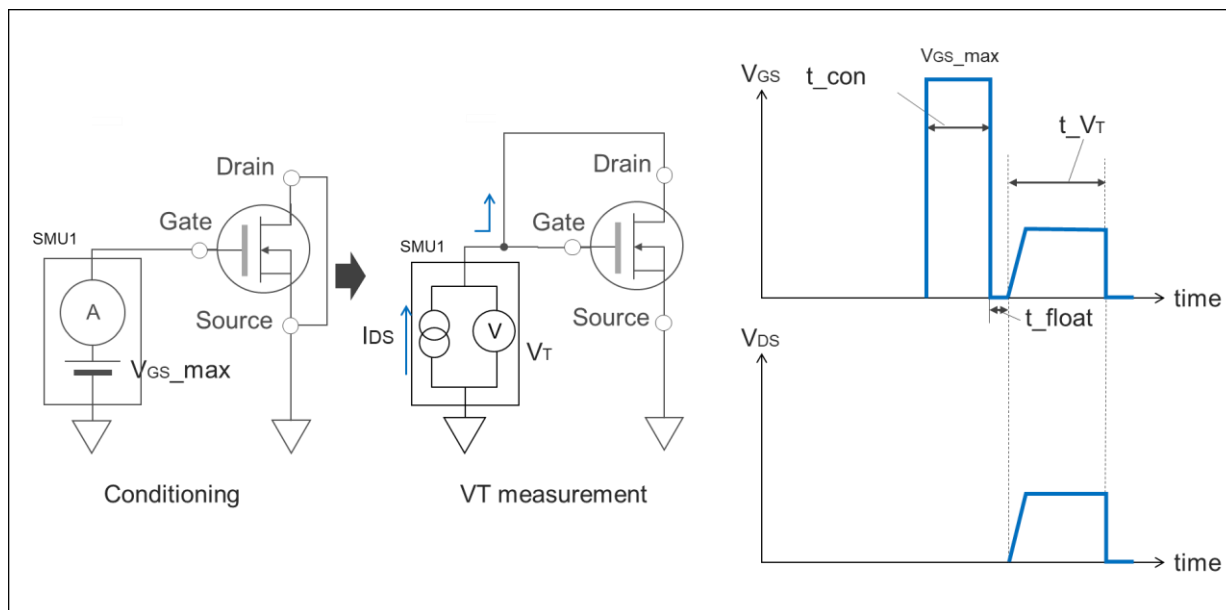 Drain
Gate
SMU1
A
Source
VGS_max
Conditioning
Drain
Gate
SMU1
IDS
V
VT
Source
VT measurement
VGS_max
VGS
t_con
t_VT
time
t_float
VDS
time